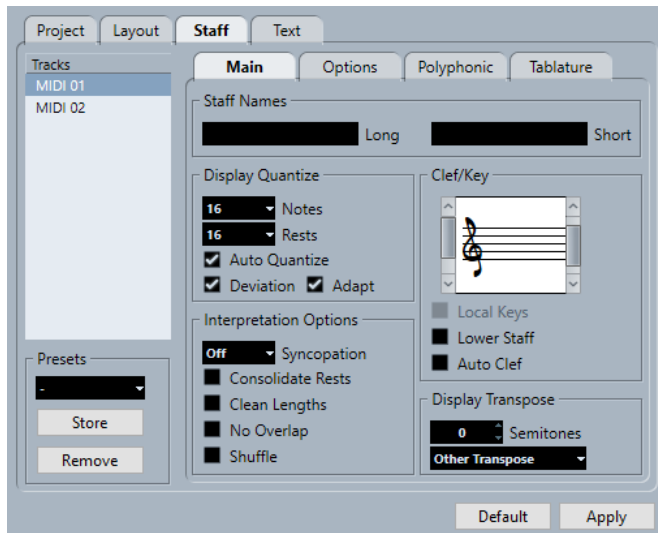 Project Layout Staff Text
Tracks
MIDI 01
MIDI 02
Presets
-
Store
Remove
Main Options Polyphonic Tablature
Staff Names
Long Short
Display Quantize
16 Notes
16 Rests
Auto Quantize
Deviation Adapt
Interpretation Options
Off Syncopation
Consolidate Rests
Clean Lengths
No Overlap
Shuffle
Clef/Key
Local Keys
Lower Staff
Auto Clef
Display Transpose
0 Semitones
Other Transpose
Default Apply